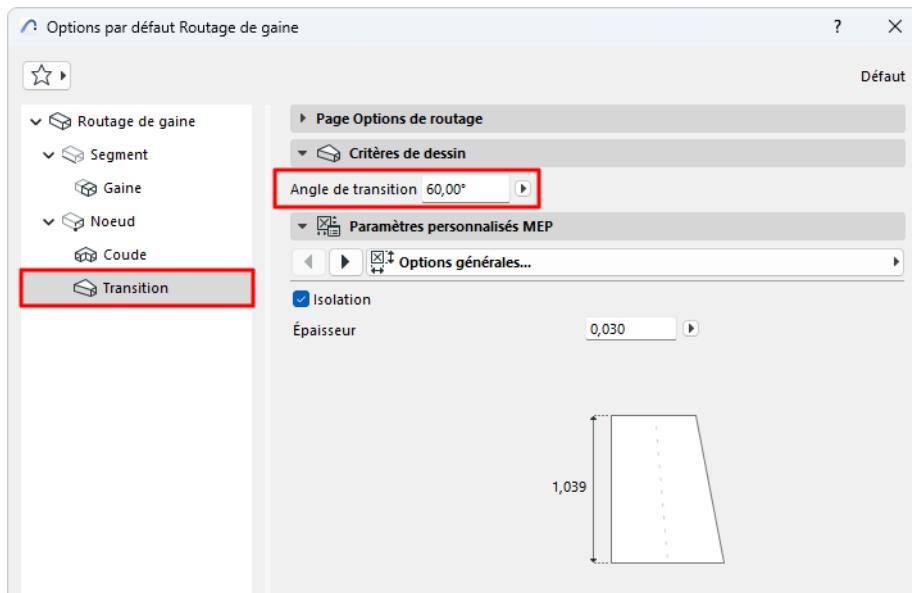 Options par défaut Routage de gaine
?
Défaut
Routage de gaine
Segment
Gaine
Noeud
Coude
Transition
Page Options de routage
Critères de dessin
Angle de transition 60,00°
Paramètres personnalisés MEP
Options générales...
Isolation
Épaisseur 0,030
1,039